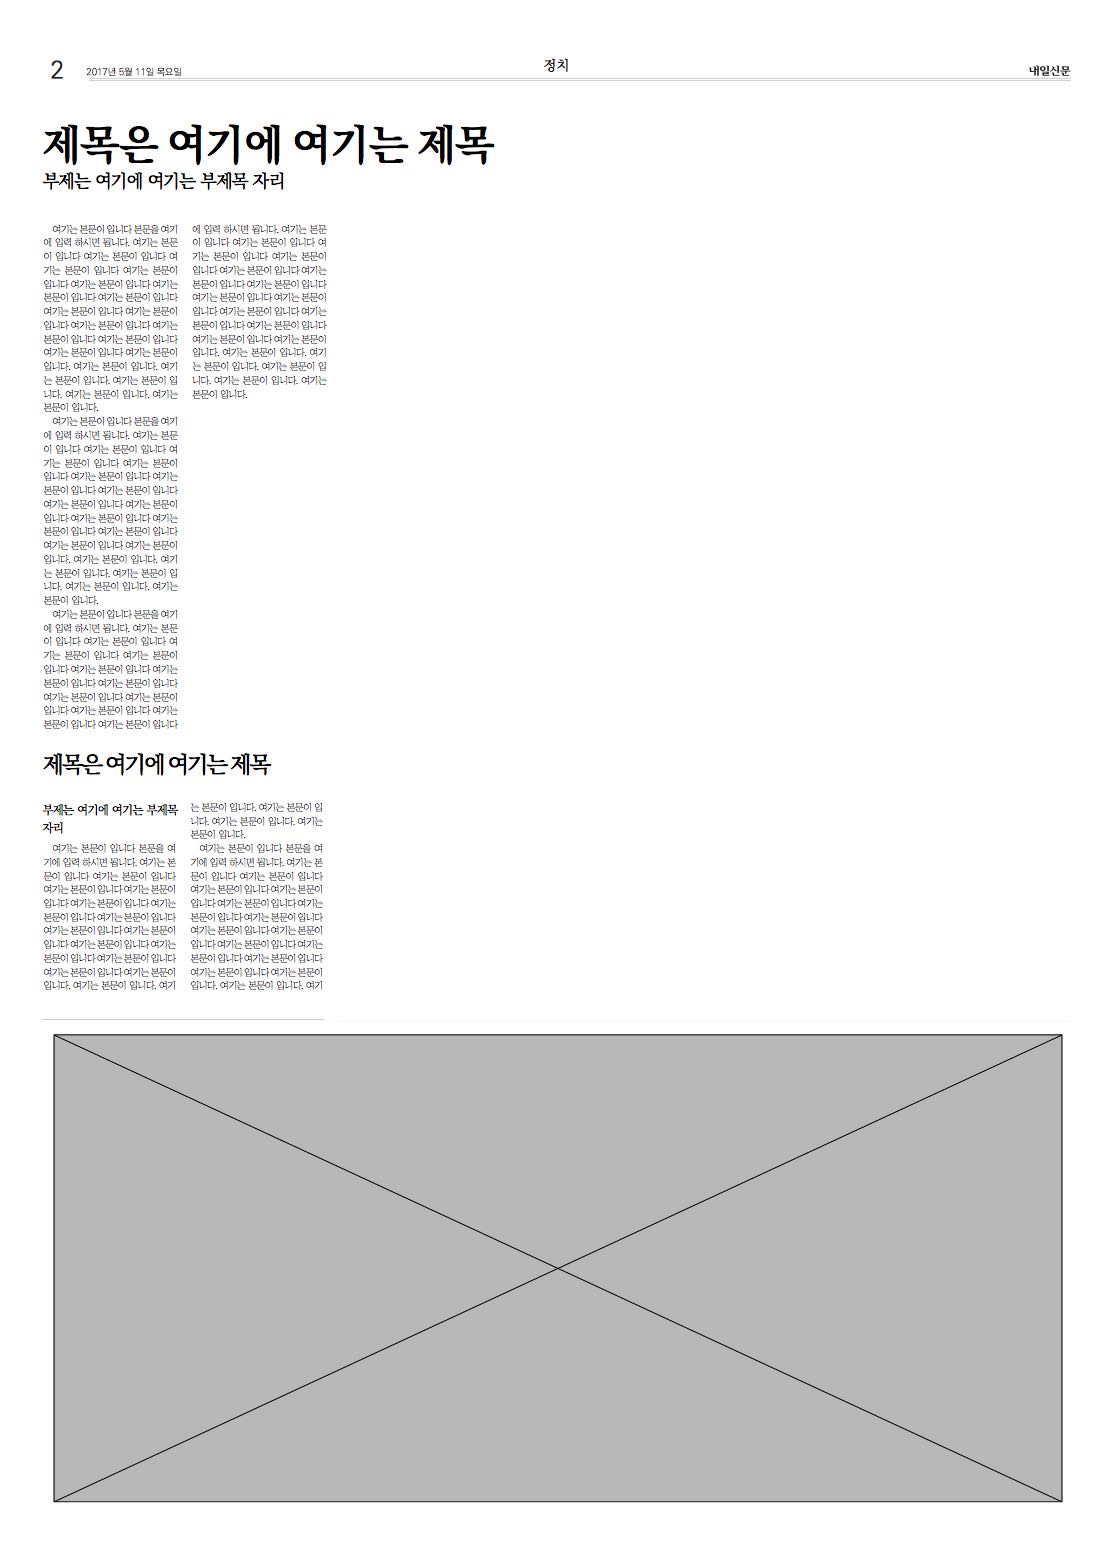 2
2017년 5월 11일 목요일
정치
내일신문
제목은 여기에 여기는 제목
부제는 여기에 여기는 부제목 자리
여기는 본문이 입니다 본문을 여기
에 입력 하시면 됩니다. 여기는 본문
이 입니다 여기는 본문이 입니다 여
기는 본문이 입니다 여기는 본문이
입니다 여기는 본문이 입니다 여기는
본문이 입니다 여기는 본문이 입니다
여기는 본문이 입니다 여기는 본문이
입니다 여기는 본문이 입니다 여기는
본문이 입니다 여기는 본문이 입니다
여기는 본문이 입니다 여기는 본문이
입니다. 여기는 본문이 입니다. 여기
는 본문이 입니다. 여기는 본문이 입
니다. 여기는 본문이 입니다. 여기는
본문이 입니다.
여기는 본문이 입니다 본문을 여기
에 입력 하시면 됩니다. 여기는 본문
이 입니다 여기는 본문이 입니다 여
기는 본문이 입니다 여기는 본문이
입니다 여기는 본문이 입니다 여기는
본문이 입니다 여기는 본문이 입니다
여기는 본문이 입니다 여기는 본문이
입니다 여기는 본문이 입니다 여기는
본문이 입니다 여기는 본문이 입니다
여기는 본문이 입니다 여기는 본문이
입니다. 여기는 본문이 입니다. 여기
는 본문이 입니다. 여기는 본문이 입
니다. 여기는 본문이 입니다. 여기는
본문이 입니다.
여기는 본문이 입니다 본문을 여기
에 입력 하시면 됩니다. 여기는 본문
이 입니다 여기는 본문이 입니다 여
기는 본문이 입니다 여기는 본문이
입니다 여기는 본문이 입니다 여기는
본문이 입니다 여기는 본문이 입니다
여기는 본문이 입니다 여기는 본문이
입니다 여기는 본문이 입니다 여기는
본문이 입니다 여기는 본문이 입니다
에 입력 하시면 됩니다. 여기는 본문
이 입니다 여기는 본문이 입니다 여
기는 본문이 입니다 여기는 본문이
입니다 여기는 본문이 입니다 여기는
본문이 입니다 여기는 본문이 입니다
여기는 본문이 입니다 여기는 본문이
입니다 여기는 본문이 입니다 여기는
본문이 입니다 여기는 본문이 입니다
여기는 본문이 입니다 여기는 본문이
입니다. 여기는 본문이 입니다. 여기
는 본문이 입니다. 여기는 본문이 입
니다. 여기는 본문이 입니다. 여기는
본문이 입니다.
제목은 여기에 여기는 제목
부제는 여기에 여기는 부제목
자리
여기는 본문이 입니다 본문을 여
기에 입력 하시면 됩니다. 여기는 본
문이 입니다 여기는 본문이 입니다
여기는 본문이 입니다 여기는 본문이
입니다 여기는 본문이 입니다 여기는
본문이 입니다 여기는 본문이 입니다
여기는 본문이 입니다 여기는 본문이
입니다 여기는 본문이 입니다 여기는
본문이 입니다 여기는 본문이 입니다
여기는 본문이 입니다 여기는 본문이
입니다. 여기는 본문이 입니다. 여기
는 본문이 입니다. 여기는 본문이 입
니다. 여기는 본문이 입니다. 여기는
본문이 입니다.
여기는 본문이 입니다 본문을 여
기에 입력 하시면 됩니다. 여기는 본
문이 입니다 여기는 본문이 입니다
여기는 본문이 입니다 여기는 본문이
입니다 여기는 본문이 입니다 여기는
본문이 입니다 여기는 본문이 입니다
여기는 본문이 입니다 여기는 본문이
입니다 여기는 본문이 입니다 여기는
본문이 입니다 여기는 본문이 입니다
여기는 본문이 입니다 여기는 본문이
입니다. 여기는 본문이 입니다. 여기